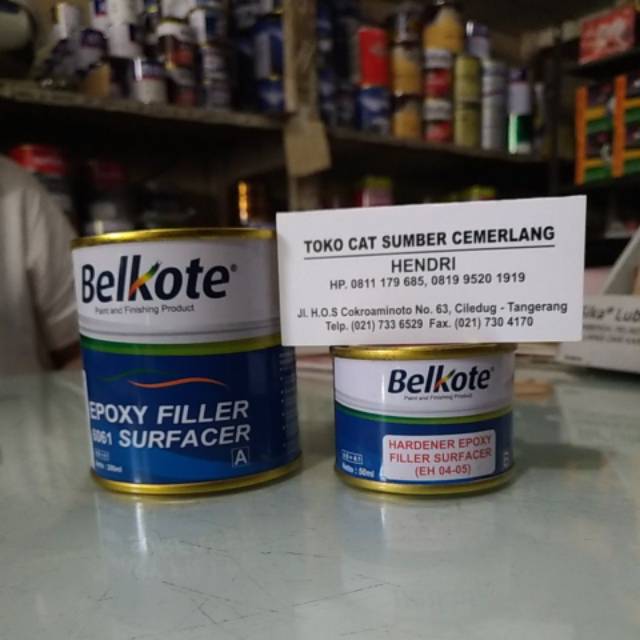 Belkote®
Paint and Finishing Product
EPOXY FILLER
6061 SURFACER
A
TOKO CAT SUMBER CEMERLANG
HENDRI
HP. 0811 179 685, 0819 9520 1919
Jl. H.O.S Cokroaminoto No. 63, Ciledug - Tangerang
Telp. (021) 733 6529 Fax. (021) 730 4170
Belkote®
Paint and Finishing Product
HARDENER EPOXY
FILLER SURFACER
(EH 04-05)
Netto : 50ml